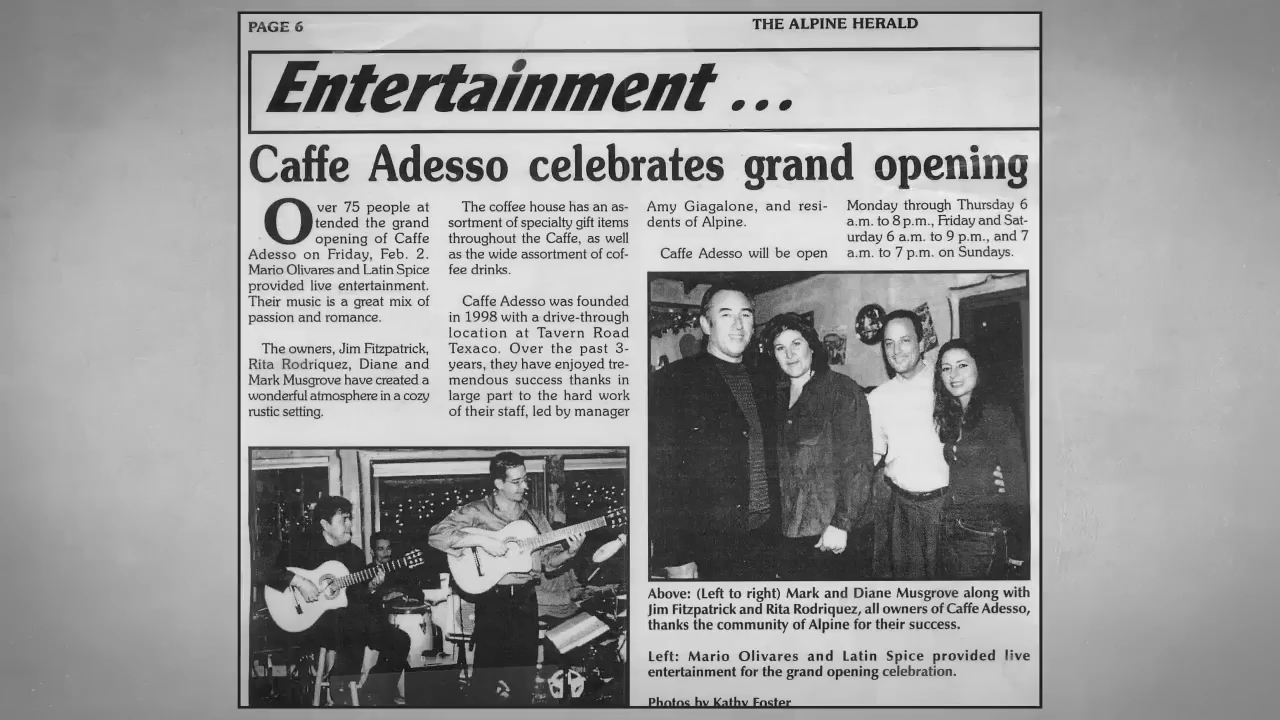 PAGE 6
THE ALPINE HERALD
Entertainment ...
Caffe Adesso celebrates grand opening
Over 75 people at
tended the grand
opening of Caffe
Adesso on Friday, Feb. 2.
Mario Olivares and Latin Spice
provided live entertainment.
Their music is a great mix of
passion and romance.
The owners, Jim Fitzpatrick,
Rita Rodriquez, Diane and
Mark Musgrove have created a
wonderful atmosphere in a cozy
rustic setting.
The coffee house has an as-
sortment of specialty gift items
throughout the Caffe, as well
as the wide assortment of cof-
fee drinks.
Caffe Adesso was founded
in 1998 with a drive-through
location at Tavern Road
Texaco. Over the past 3-
years, they have enjoyed tre-
mendous success thanks in
large part to the hard work
of their staff, led by manager
Amy Giagalone, and resi-
dents of Alpine.
Caffe Adesso will be open
Monday through Thursday 6
a.m. to 8 p.m., Friday and Sat-
urday 6 a.m. to 9 p.m., and 7
a.m. to 7 p.m. on Sundays.
Above: (Left to right) Mark and Diane Musgrove along with
Jim Fitzpatrick and Rita Rodriquez, all owners of Caffe Adesso,
thanks the community of Alpine for their success.
Left: Mario Olivares and Latin Spice provided live
entertainment for the grand opening celebration.
Photos by Kathy Foster